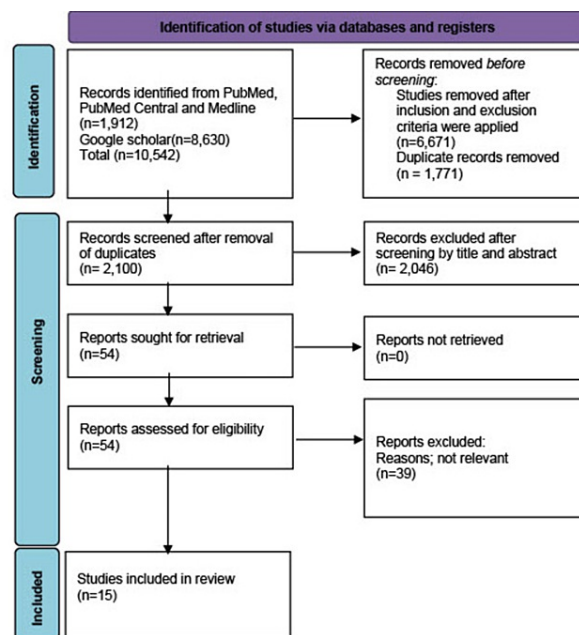 Identification of studies via databases and registers
Identification
Records identified from PubMed,
PubMed Central and Medline
(n=1,912)
Google scholar(n=8,630)
Total (n=10,542)
Records removed before
screening:
Studies removed after
inclusion and exclusion
criteria were applied
(n=6,671)
Duplicate records removed
(n = 1,771)
Screening
Records screened after removal
of duplicates
(n= 2,100)
Records excluded after
screening by title and abstract
(n= 2,046)
Reports sought for retrieval
(n=54)
Reports not retrieved
(n=0)
Reports assessed for eligibility
(n=54)
Reports excluded:
Reasons; not relevant
(n=39)
Included
Studies included in review
(n=15)